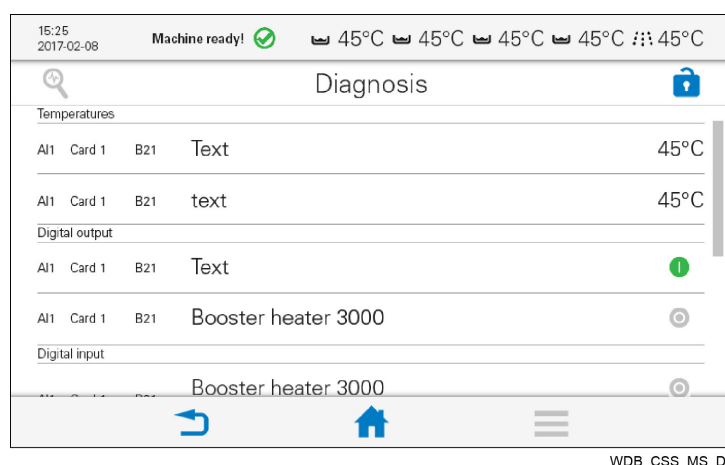 15:25
2017-02-08
Machine ready!
45°C 45°C 45°C 45°C 45°C
Diagnosis
Temperatures
AI1 Card 1 B21 Text 45°C
AI1 Card 1 B21 text 45°C
Digital output
AI1 Card 1 B21 Text
AI1 Card 1 B21 Booster heater 3000
Digital input
Booster heater 3000
WDB_CSS_MS_D